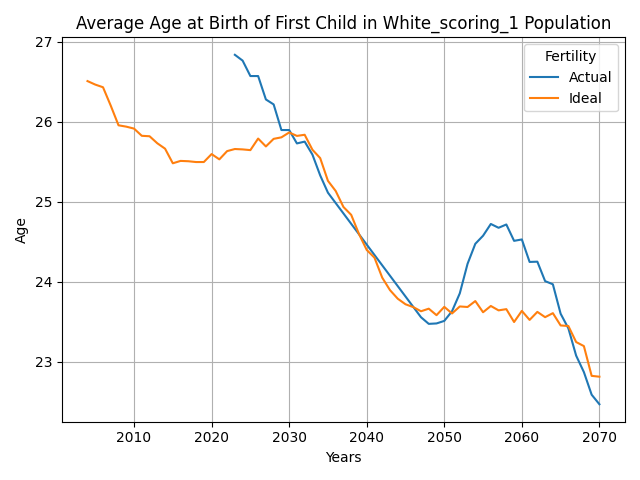 Average Age at Birth of First Child in White_scoring_1 Population
27
26
25
24
23
Age
Fertility
Actual
Ideal
2010 2020 2030 2040 2050 2060 2070
Years